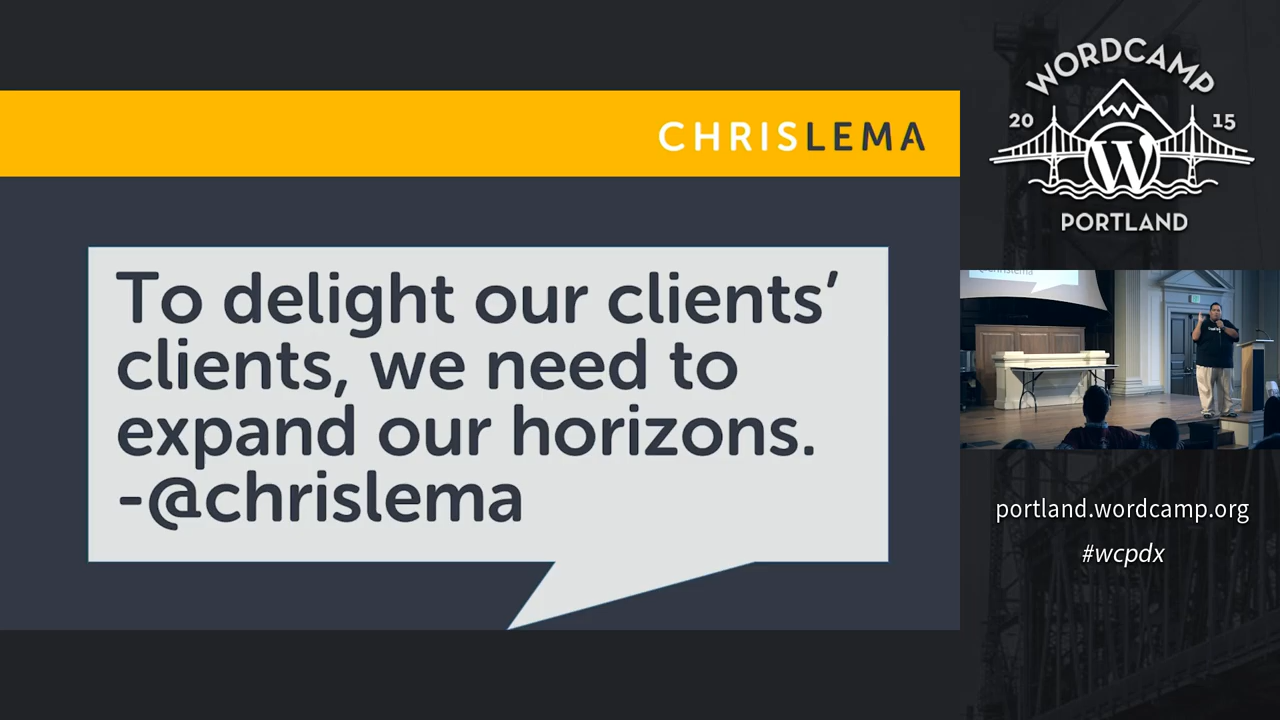 CHRISLEMA
To delight our clients’
clients, we need to
expand our horizons.
-@chrislema
WORDCAMP
20 15
W
PORTLAND
@chrislema
portland.wordcamp.org
#wcpdx